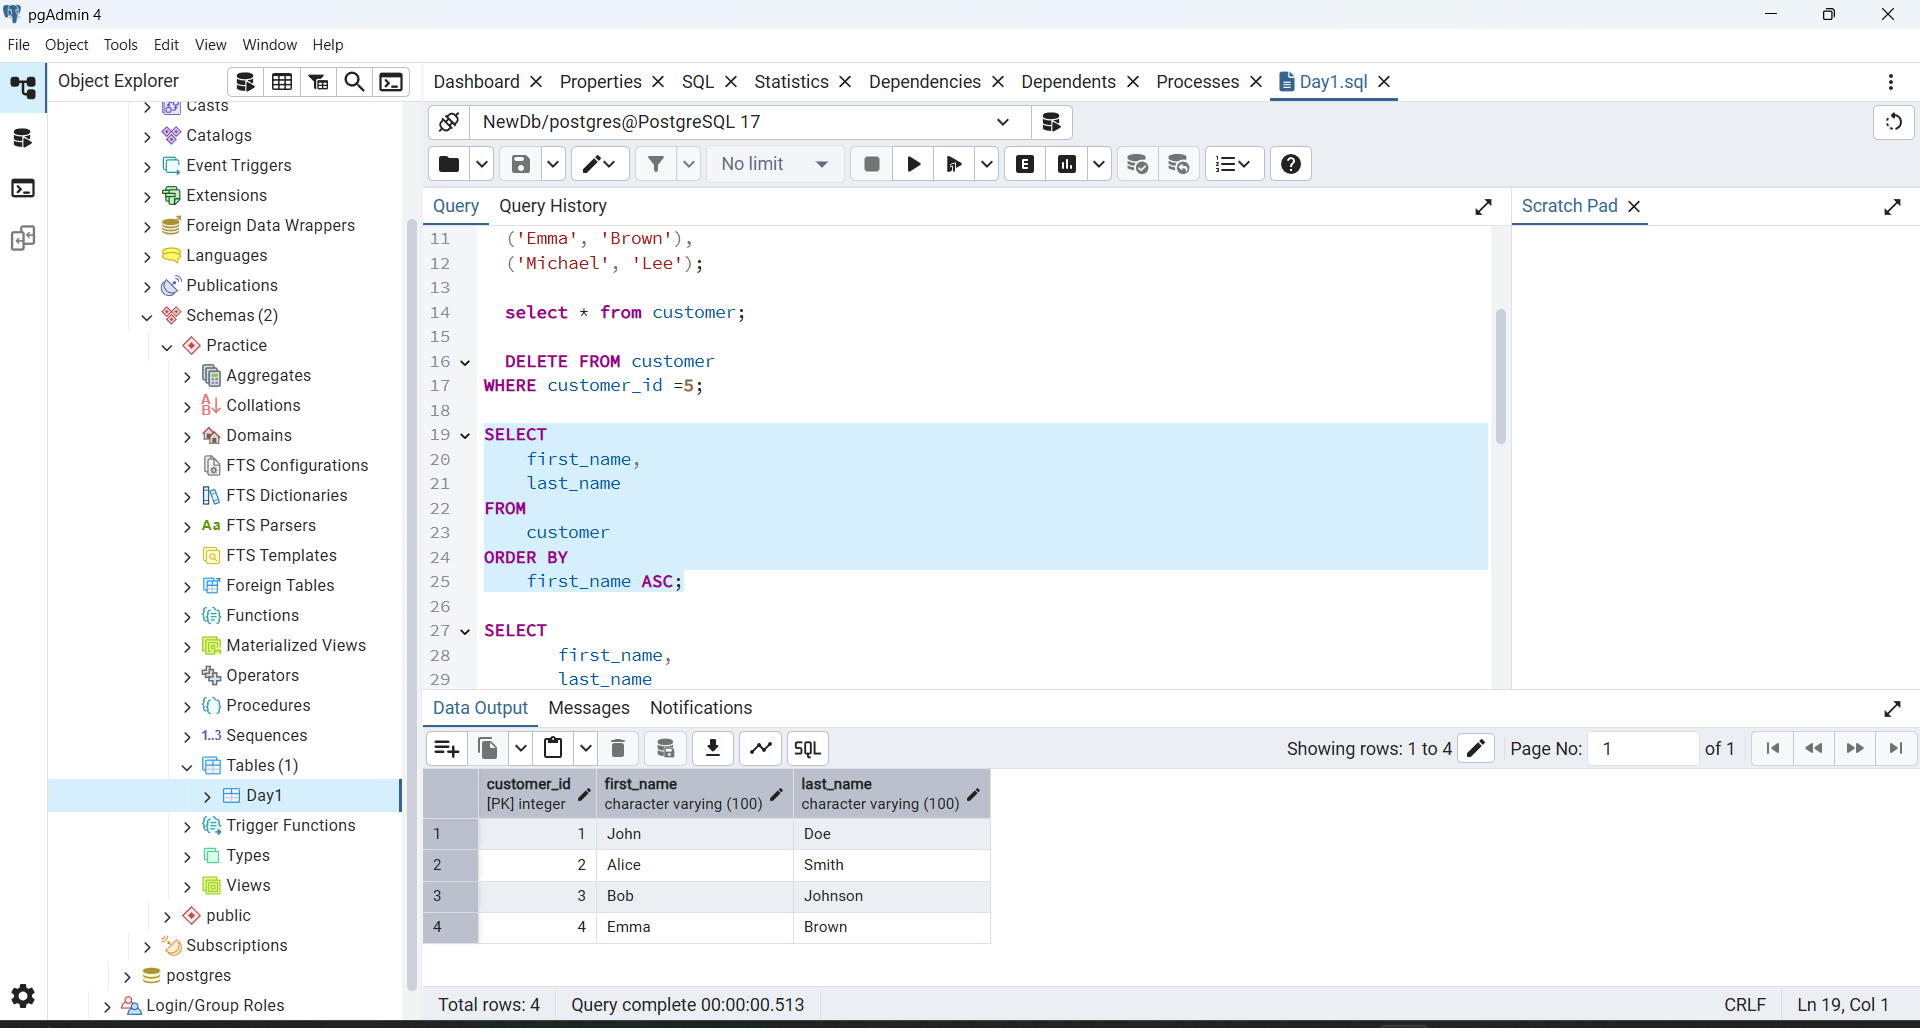 pgAdmin 4
File Object Tools Edit View Window Help
Object Explorer
Dashboard Properties SQL Statistics Dependencies Dependents Processes Day1.sql
Casts
Catalogs
Event Triggers
Extensions
Foreign Data Wrappers
Languages
Publications
Schemas (2)
Practice
Aggregates
Collations
Domains
FTS Configurations
FTS Dictionaries
Aa FTS Parsers
FTS Templates
Foreign Tables
Functions
Materialized Views
Operators
Procedures
1..3 Sequences
Tables (1)
Day1
Trigger Functions
Types
Views
public
Subscriptions
postgres
Login/Group Roles
NewDb/postgres@PostgreSQL 17
No limit
E
Query Query History
Scratch Pad
11 ('Emma', 'Brown'),
12 ('Michael', 'Lee');
13
14 select * from customer;
15
16 DELETE FROM customer
17 WHERE customer_id =5;
18
19 SELECT
20 first_name,
21 last_name
22 FROM
23 customer
24 ORDER BY
25 first_name ASC;
26
27 SELECT
28 first_name,
29 last_name
Data Output Messages Notifications
SQL
Showing rows: 1 to 4 Page No: 1 of 1
customer_id first_name last_name
[PK] integer character varying (100) character varying (100)
1 1 John Doe
2 2 Alice Smith
3 3 Bob Johnson
4 4 Emma Brown
Total rows: 4 Query complete 00:00:00.513 CRLF Ln 19, Col 1